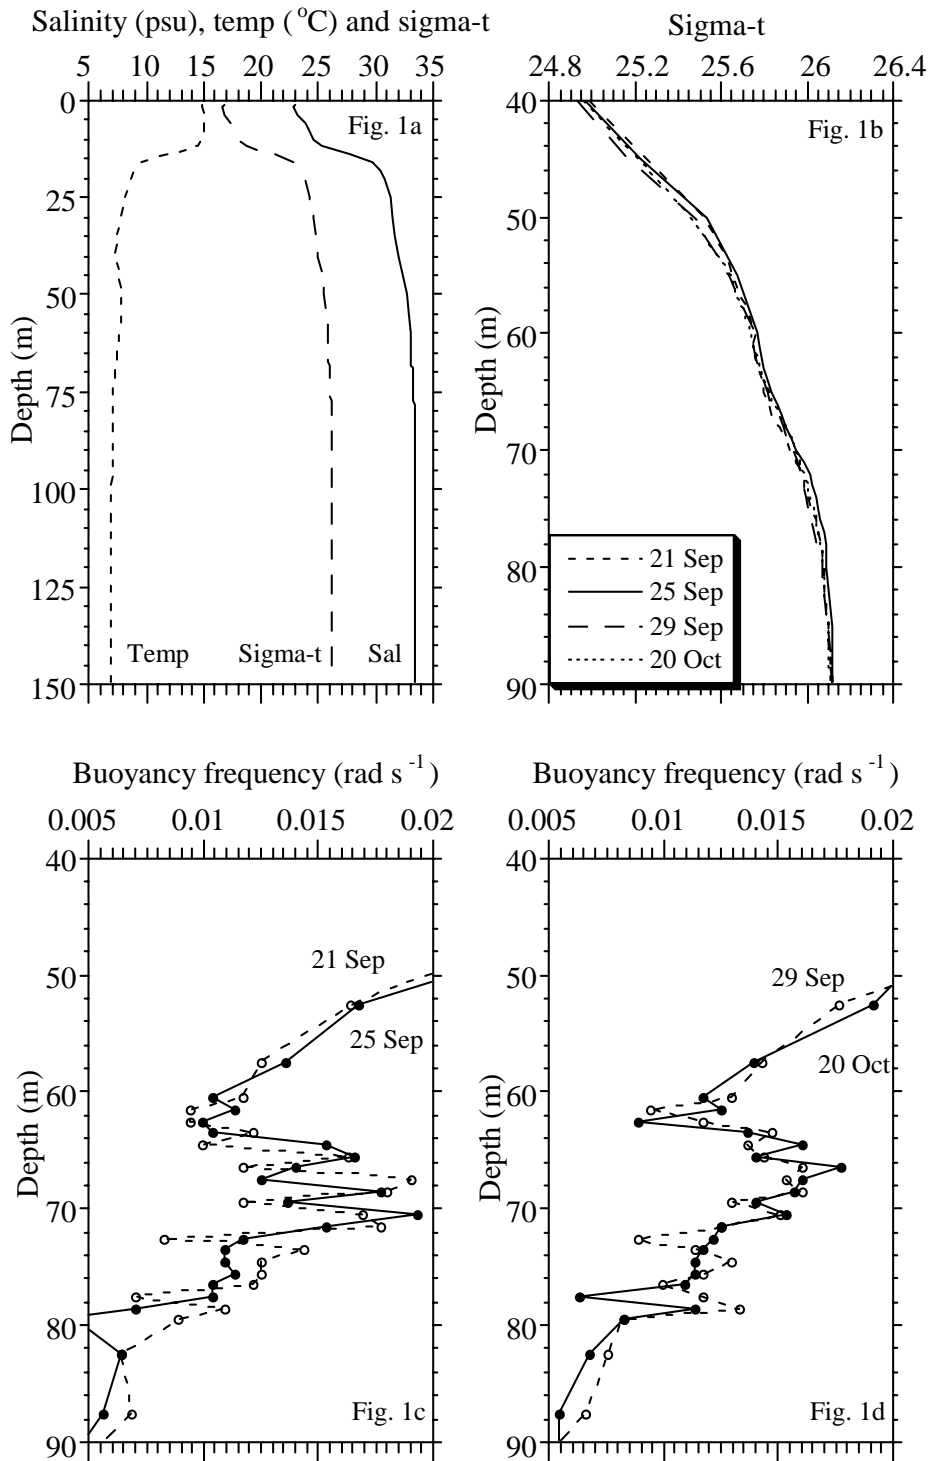 Salinity (psu), temp (°C) and sigma-t
5 10 15 20 25 30 35
0
25
50
75
100
125
150
Depth (m)
Fig. 1a
Temp Sigma-t Sal
Sigma-t
24.8 25.2 25.6 26 26.4
40
50
60
70
80
90
Depth (m)
Fig. 1b
21 Sep
25 Sep
29 Sep
20 Oct
Buoyancy frequency (rad s⁻¹)
0.005 0.01 0.015 0.02
40
50
60
70
80
90
Depth (m)
21 Sep
25 Sep
Fig. 1c
Buoyancy frequency (rad s⁻¹)
0.005 0.01 0.015 0.02
40
50
60
70
80
90
Depth (m)
29 Sep
20 Oct
Fig. 1d